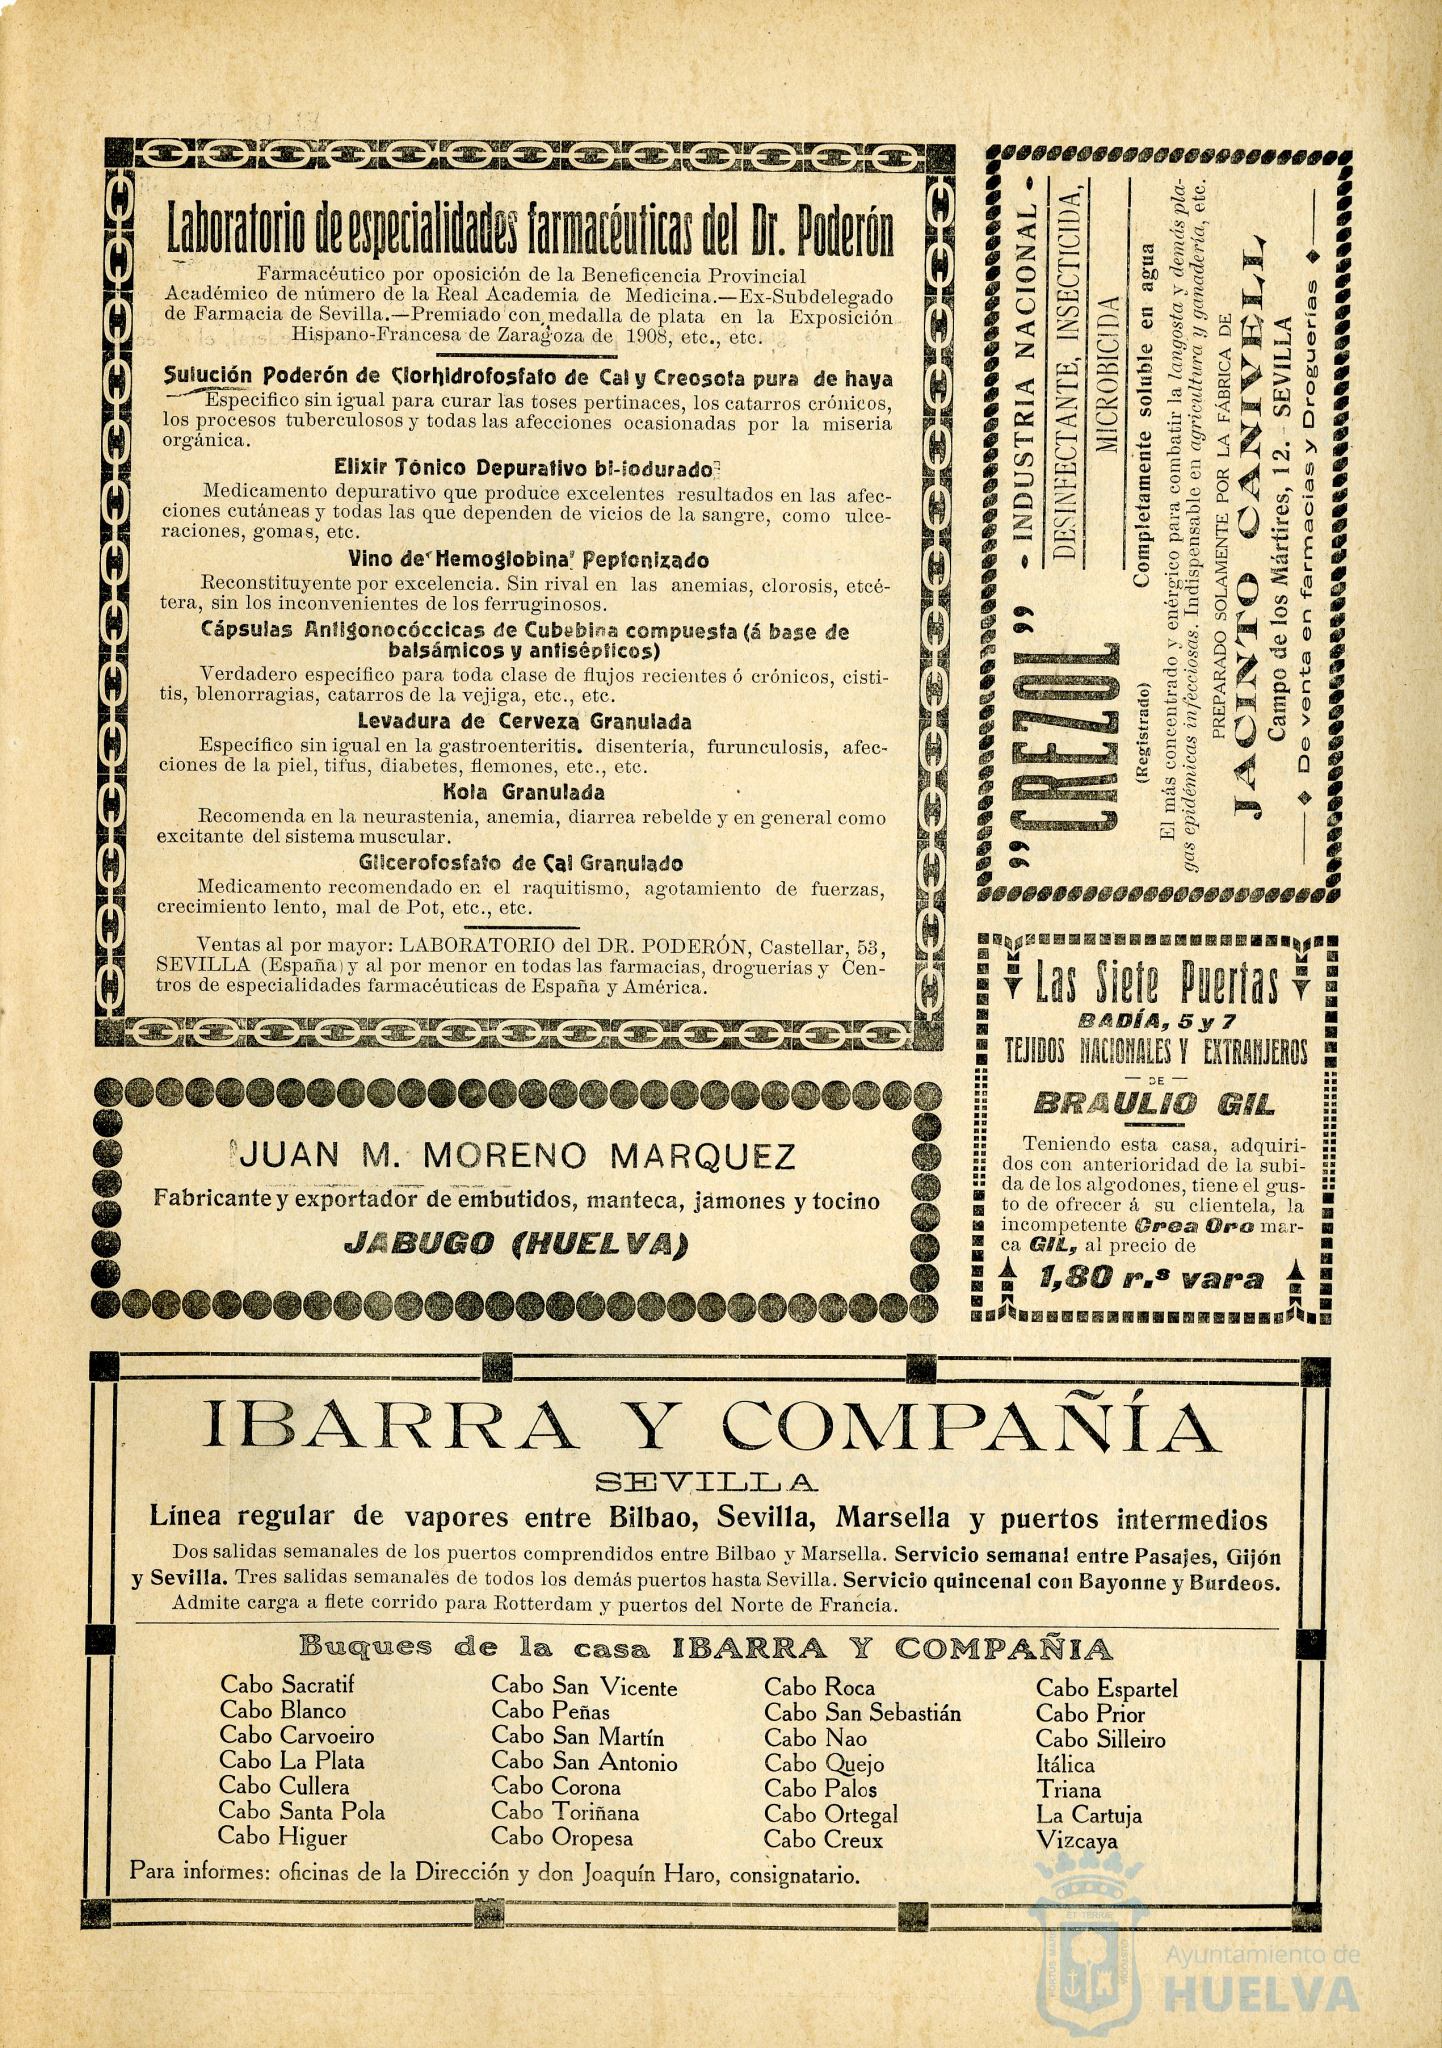 Laboratorio de especialidades farmacéuticas del Dr. Poderón
Farmacéutico por oposición de la Beneficencia Provincial
Académico de número de la Real Academia de Medicina.—Ex-Subdelegado
de Farmacia de Sevilla.—Premiado con medalla de plata en la Exposición
Hispano-Francesa de Zaragoza de 1908, etc., etc.
Sulución Poderón de Clorhidrofosfato de Cal y Creosota pura de haya
Especifico sin igual para curar las toses pertinaces, los catarros crónicos,
los procesos tuberculosos y todas las afecciones ocasionadas por la miseria
orgánica.
Elixir Tónico Depurativo bi-iodurado
Medicamento depurativo que produce excelentes resultados en las afec-
ciones cutáneas y todas las que dependen de vicios de la sangre, como ulce-
raciones, gomas, etc.
Vino de Hemoglobina Peptonizado
Reconstituyente por excelencia. Sin rival en las anemias, clorosis, etcé-
tera, sin los inconvenientes de los ferruginosos.
Cápsulas Antigonocóccicas de Cubebina compuesta (á base de
balsámicos y antisépticos)
Verdadero específico para toda clase de flujos recientes ó crónicos, cisti-
tis, blenorragias, catarros de la vejiga, etc., etc.
Levadura de Cerveza Granulada
Específico sin igual en la gastroenteritis. disentería, furunculosis, afec-
ciones de la piel, tifus, diabetes, flemones, etc., etc.
Kola Granulada
Recomenda en la neurastenia, anemia, diarrea rebelde y en general como
excitante del sistema muscular.
Glicerofosfato de Cal Granulado
Medicamento recomendado en el raquitismo, agotamiento de fuerzas,
crecimiento lento, mal de Pot, etc., etc.
Ventas al por mayor: LABORATORIO del DR. PODERÓN, Castellar, 53,
SEVILLA (España) y al por menor en todas las farmacias, droguerías y Cen-
tros de especialidades farmacéuticas de España y América.
„ CREZOL „ - INDUSTRIA NACIONAL -
DESINFECTANTE, INSECTICIDA,
MICROBICIDA
(Registrado) Completamente soluble en agua
El más concentrado y enérgico para combatir la langosta y demás pla-
gas epidémicas infecciosas. Indispensable en agricultura y ganadería, etc.
PREPARADO SOLAMENTE POR LA FÁBRICA DE
JACINTO CANIVELL
Campo de los Mártires, 12. - SEVILLA
De venta en farmacias y Droguerías
Las Siete Puertas
BADÍA, 5 y 7
TEJIDOS NACIONALES Y EXTRANJEROS
— DE —
BRAULIO GIL
Teniendo esta casa, adquiri-
dos con anterioridad de la subi-
da de los algodones, tiene el gus-
to de ofrecer á su clientela, la
incompetente Crea Oro mar-
ca GIL, al precio de
1,80 r.s vara
JUAN M. MORENO MARQUEZ
Fabricante y exportador de embutidos, manteca, jamones y tocino
JABUGO (HUELVA)
IBARRA Y COMPAÑÍA
SEVILLA
Línea regular de vapores entre Bilbao, Sevilla, Marsella y puertos intermedios
Dos salidas semanales de los puertos comprendidos entre Bilbao y Marsella. Servicio semanal entre Pasajes, Gijón
y Sevilla. Tres salidas semanales de todos los demás puertos hasta Sevilla. Servicio quincenal con Bayonne y Burdeos.
Admite carga a flete corrido para Rotterdam y puertos del Norte de Francia.
Buques de la casa IBARRA Y COMPAÑIA
Cabo Sacratif
Cabo Blanco
Cabo Carvoeiro
Cabo La Plata
Cabo Cullera
Cabo Santa Pola
Cabo Higuer
Cabo San Vicente
Cabo Peñas
Cabo San Martín
Cabo San Antonio
Cabo Corona
Cabo Toriñana
Cabo Oropesa
Cabo Roca
Cabo San Sebastián
Cabo Nao
Cabo Quejo
Cabo Palos
Cabo Ortegal
Cabo Creux
Cabo Espartel
Cabo Prior
Cabo Silleiro
Itálica
Triana
La Cartuja
Vizcaya
Para informes: oficinas de la Dirección y don Joaquín Haro, consignatario.
Ayuntamiento de
HUELVA